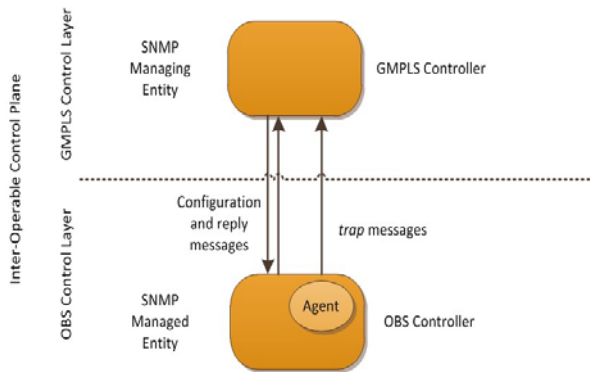 Inter-Operable Control Plane
GMPLS Control Layer
SNMP
Managing
Entity
GMPLS Controller
Configuration
and reply
messages
trap messages
OBS Control Layer
SNMP
Managed
Entity
Agent
OBS Controller